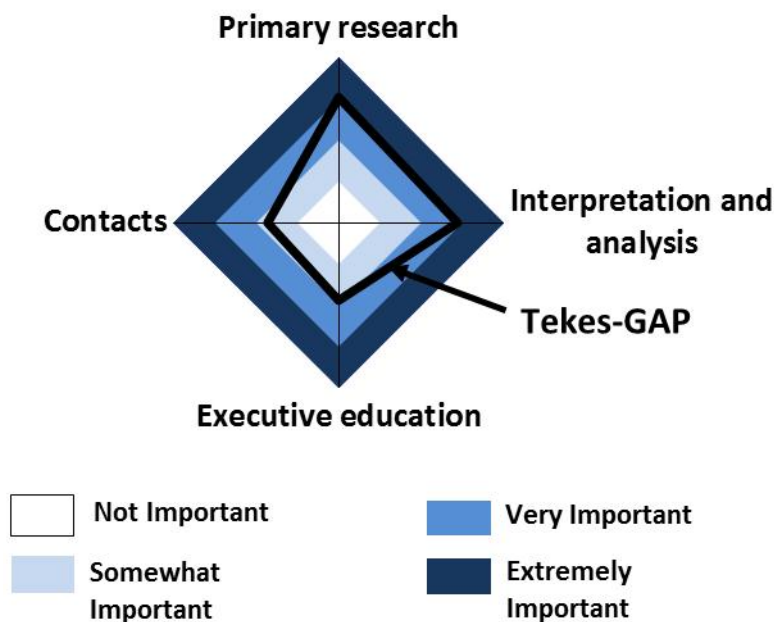 Primary research
Contacts
Interpretation and
analysis
Tekes-GAP
Executive education
Not Important
Very Important
Somewhat
Important
Extremely
Important